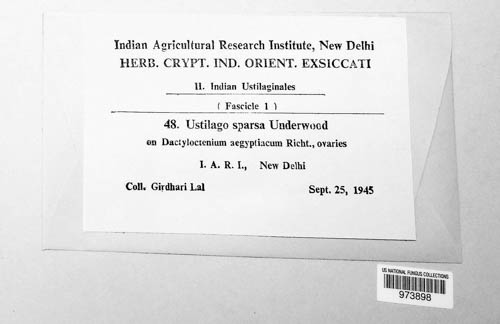 Indian Agricultural Research Institute, New Delhi
HERB. CRYPT. IND. ORIENT. EXSICCATI
11. Indian Ustilaginales
( Fascicle 1 )
48. Ustilago sparsa Underwood
on Dactyloctenium aegyptiacum Richt., ovaries
I. A. R. I., New Delhi
Coll. Girdhari Lal Sept. 25, 1945
US NATIONAL FUNGUS COLLECTIONS
973898